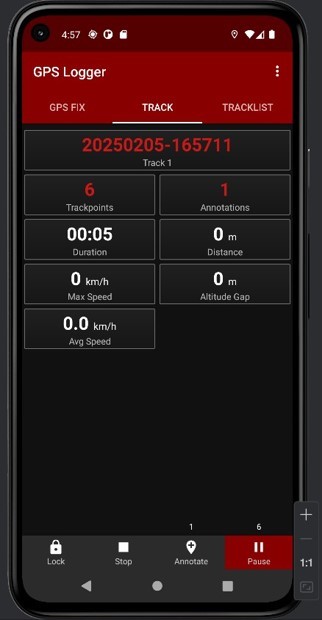 4:57
GPS Logger
GPS FIX TRACK TRACKLIST
20250205-165711
Track 1
6 1
Trackpoints Annotations
00:05 0 m
Duration Distance
0 km/h 0 m
Max Speed Altitude Gap
0.0 km/h
Avg Speed
1 6
Lock Stop Annotate Pause
1:1